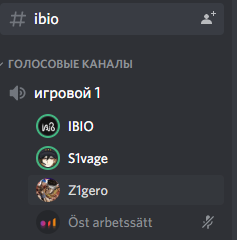 # ibio
ГОЛОСОВЫЕ КАНАЛЫ
игровой 1
IBIO
S1vage
Z1gero
Öst arbetssätt